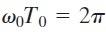 ω₀T₀ = 2π